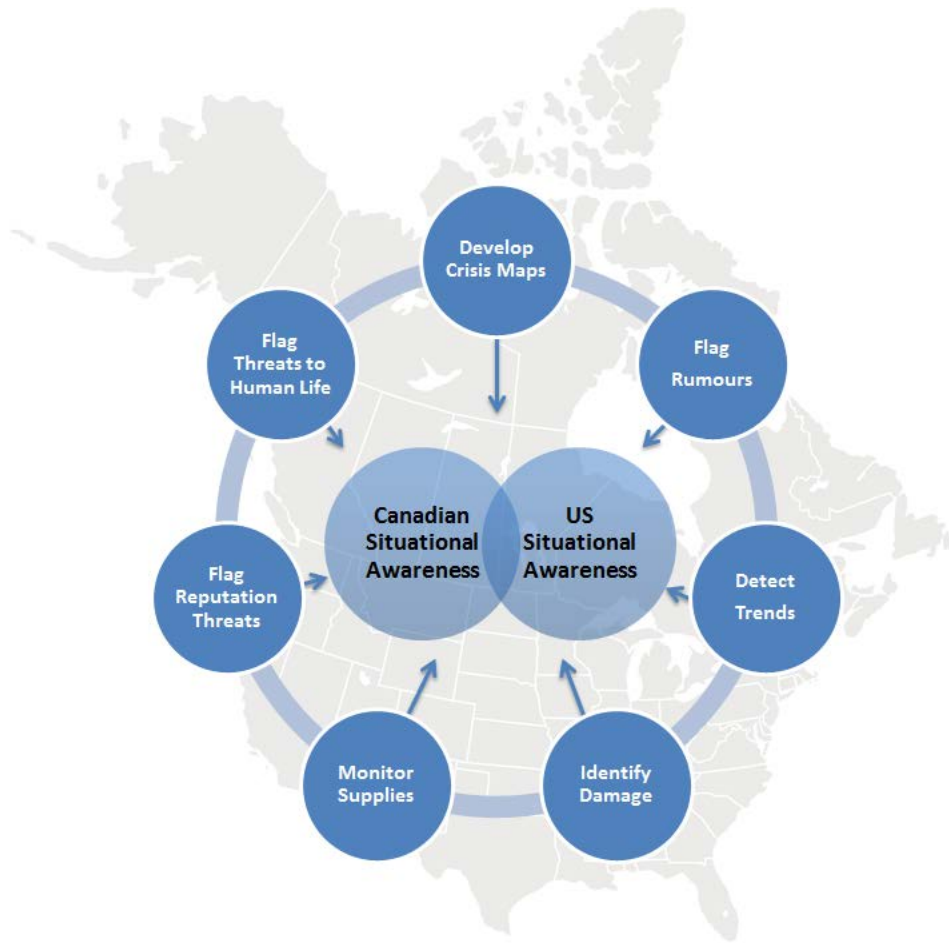 Develop
Crisis Maps
Flag
Threats to
Human Life
Flag
Rumours
Canadian
Situational
Awareness
US
Situational
Awareness
Flag
Reputation
Threats
Detect
Trends
Monitor
Supplies
Identify
Damage